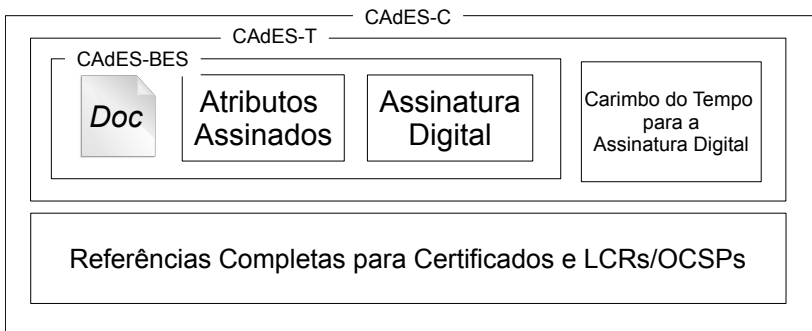 CAdES-C
CAdES-T
CAdES-BES
Doc
Atributos
Assinados
Assinatura
Digital
Carimbo do Tempo
para a
Assinatura Digital
Referências Completas para Certificados e LCRs/OCSPs